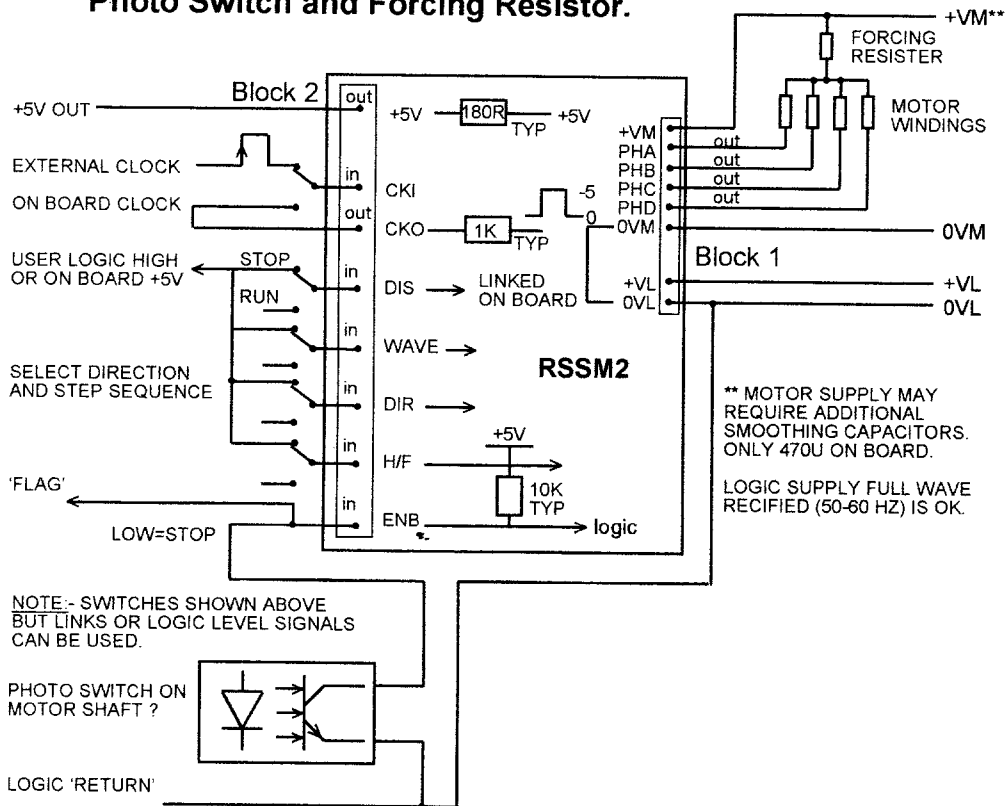 Photo Switch and Forcing Resistor.
+VM**
FORCING
RESISTER
MOTOR
WINDINGS
Block 2
+5V OUT
out
+5V
180R
TYP
+5V
+VM
PHA
out
PHB
out
PHC
out
PHD
out
EXTERNAL CLOCK
in
CKI
ON BOARD CLOCK
out
CKO
1K
TYP
-5
0
0VM
0VM
Block 1
USER LOGIC HIGH
OR ON BOARD +5V
STOP
in
DIS
LINKED
ON BOARD
+VL
+VL
0VL
0VL
RUN
in
WAVE
RSSM2
SELECT DIRECTION
AND STEP SEQUENCE
in
DIR
** MOTOR SUPPLY MAY
REQUIRE ADDITIONAL
SMOOTHING CAPACITORS.
ONLY 470U ON BOARD.
LOGIC SUPPLY FULL WAVE
RECIFIED (50-60 HZ) IS OK.
in
H/F
+5V
10K
TYP
'FLAG'
in
ENB
logic
LOW=STOP
NOTE:- SWITCHES SHOWN ABOVE
BUT LINKS OR LOGIC LEVEL SIGNALS
CAN BE USED.
PHOTO SWITCH ON
MOTOR SHAFT ?
LOGIC 'RETURN'